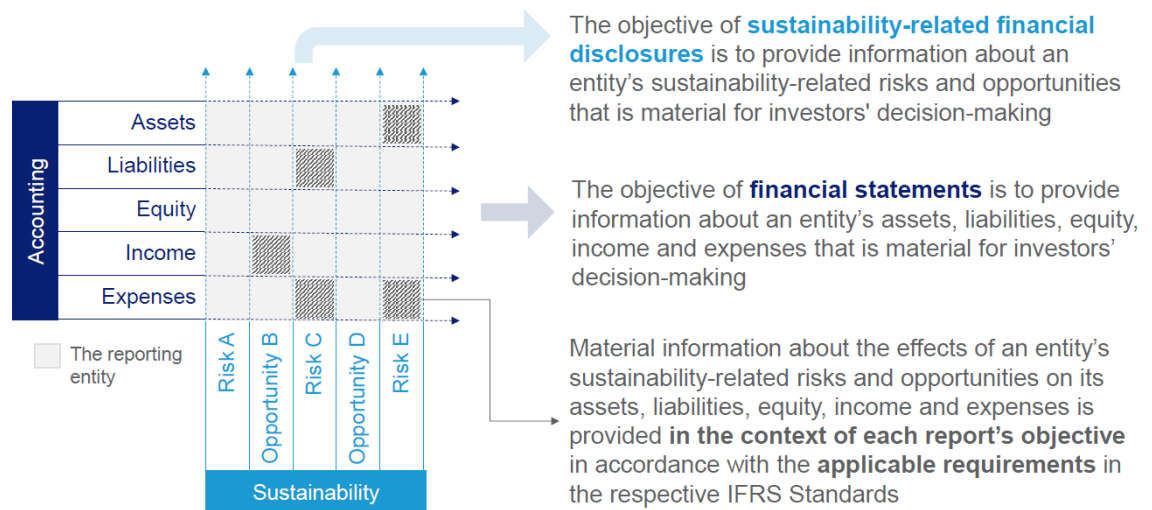 The objective of sustainability-related financial
disclosures is to provide information about an
entity’s sustainability-related risks and opportunities
that is material for investors' decision-making
Accounting
Assets
Liabilities
Equity
Income
Expenses
The objective of financial statements is to provide
information about an entity’s assets, liabilities, equity,
income and expenses that is material for investors’
decision-making
The reporting
entity
Risk A
Opportunity B
Risk C
Opportunity D
Risk E
Sustainability
Material information about the effects of an entity’s
sustainability-related risks and opportunities on its
assets, liabilities, equity, income and expenses is
provided in the context of each report’s objective
in accordance with the applicable requirements in
the respective IFRS Standards